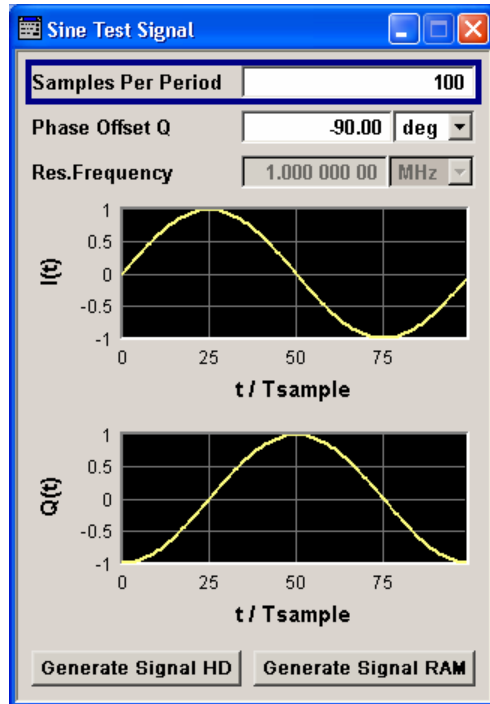 Sine Test Signal
Samples Per Period 100
Phase Offset Q -90.00 deg
Res.Frequency 1.000 000 00 MHz
1
0.5
0
-0.5
-1
I(t)
0 25 50 75
t / Tsample
1
0.5
0
-0.5
-1
Q(t)
0 25 50 75
t / Tsample
Generate Signal HD Generate Signal RAM